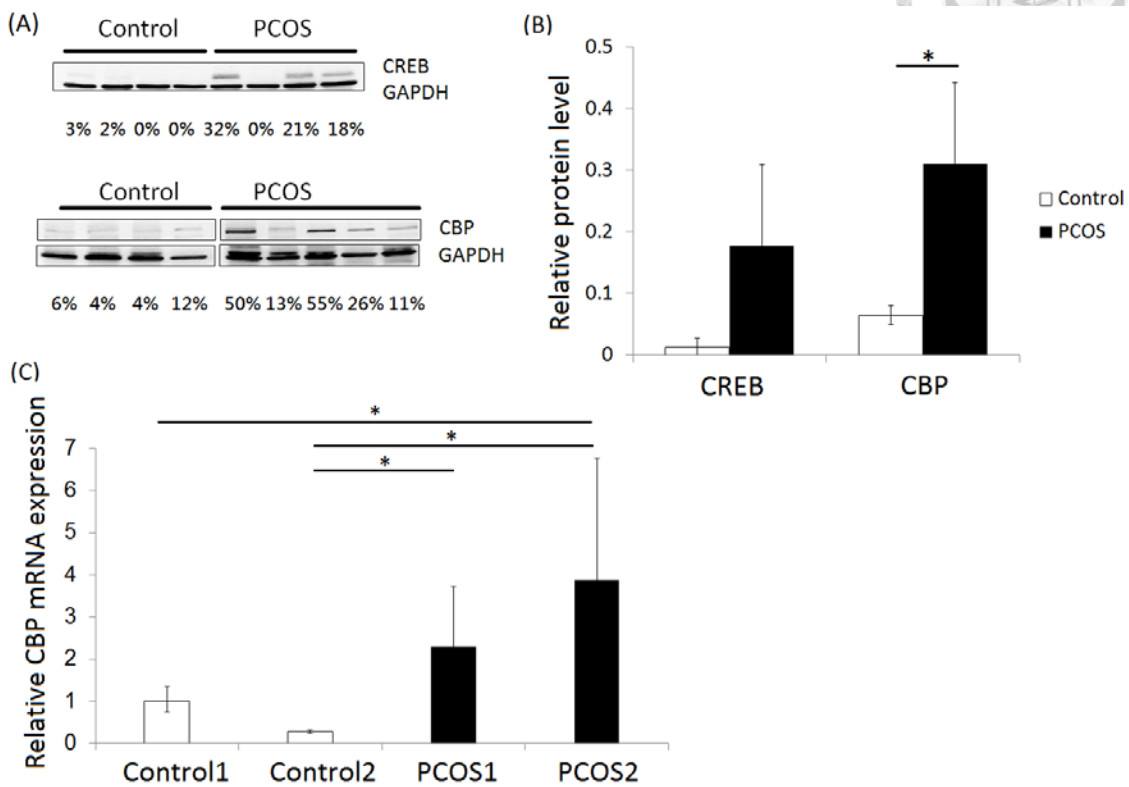 (A)
Control PCOS
CREB
GAPDH
3% 2% 0% 0% 32% 0% 21% 18%
Control PCOS
CBP
GAPDH
6% 4% 4% 12% 50% 13% 55% 26% 11%
(B)
Relative protein level
0.5
0.4
0.3
0.2
0.1
0
*
CREB CBP
Control
PCOS
(C)
Relative CBP mRNA expression
7
6
5
4
3
2
1
0
*
*
*
Control1 Control2 PCOS1 PCOS2